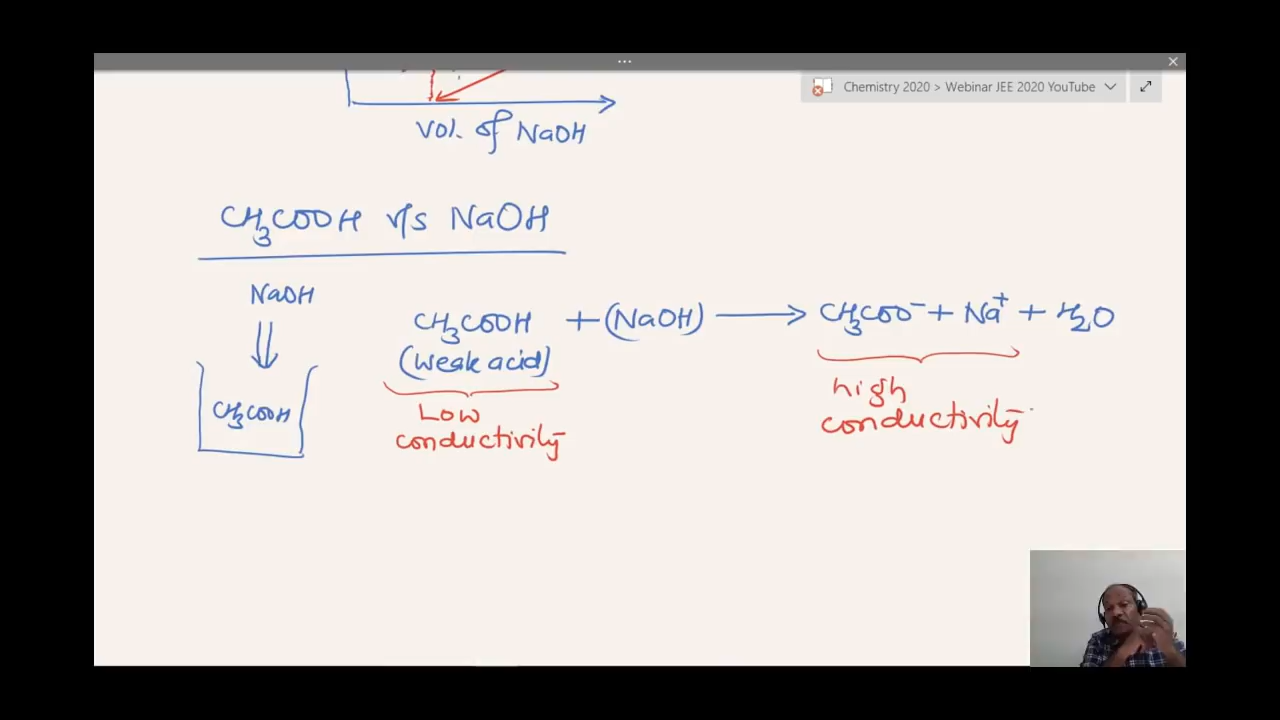 Chemistry 2020 > Webinar JEE 2020 YouTube
Vol. of NaOH
CH3COOH v/s NaOH
NaOH
CH3COOH + (NaOH) ⟶ CH3COO⁻ + Na⁺ + H2O
(weak acid)
CH3COOH
Low
conductivity
high
conductivity